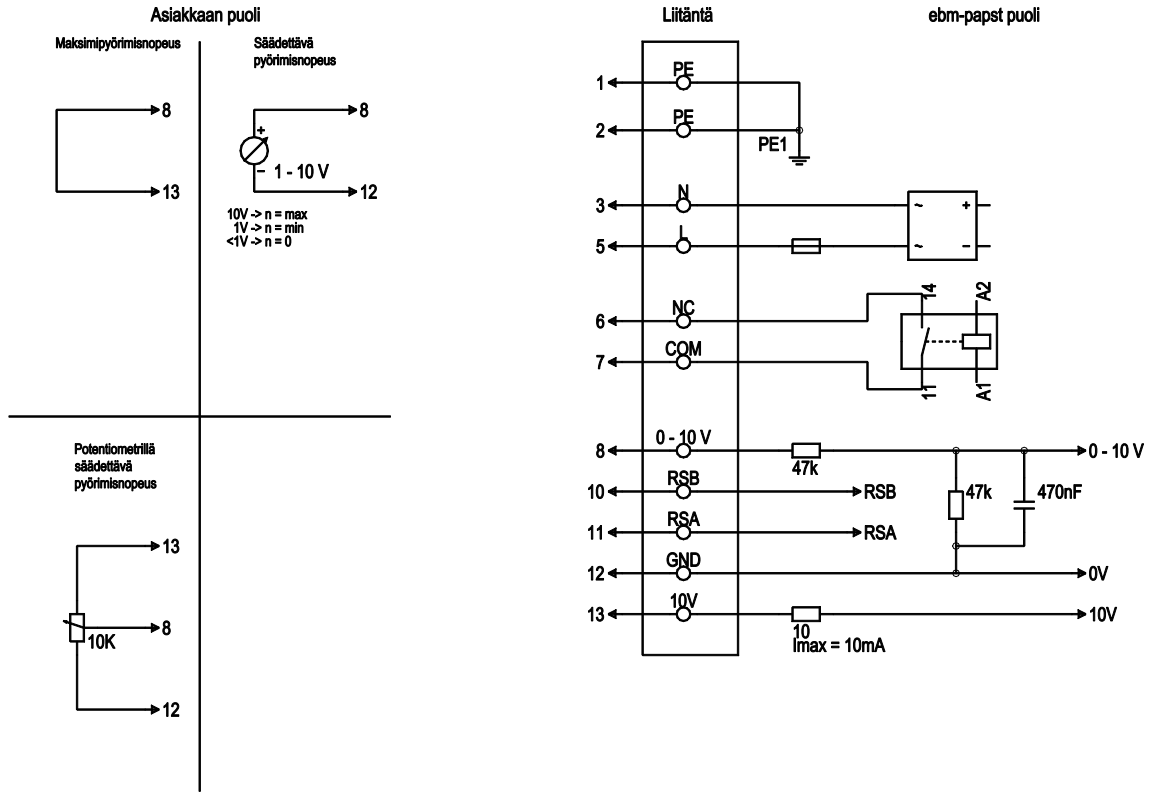 Asiakkaan puoli
Maksimipyörimisnopeus
8
13
Säädettävä
pyörimisnopeus
8
+
–
1 - 10 V
12
10V -> n = max
1V -> n = min
<1V -> n = 0
Potentiometrillä
säädettävä
pyörimisnopeus
13
8
10K
12
Liitäntä
ebm-papst puoli
1
PE
2
PE
PE1
3
N
~
+
5
L
~
–
14
A2
6
NC
7
COM
11
A1
8
0 - 10 V
47k
0 - 10 V
10
RSB
RSB
47k
470nF
11
RSA
RSA
12
GND
0V
13
10V
10
Imax = 10mA
10V